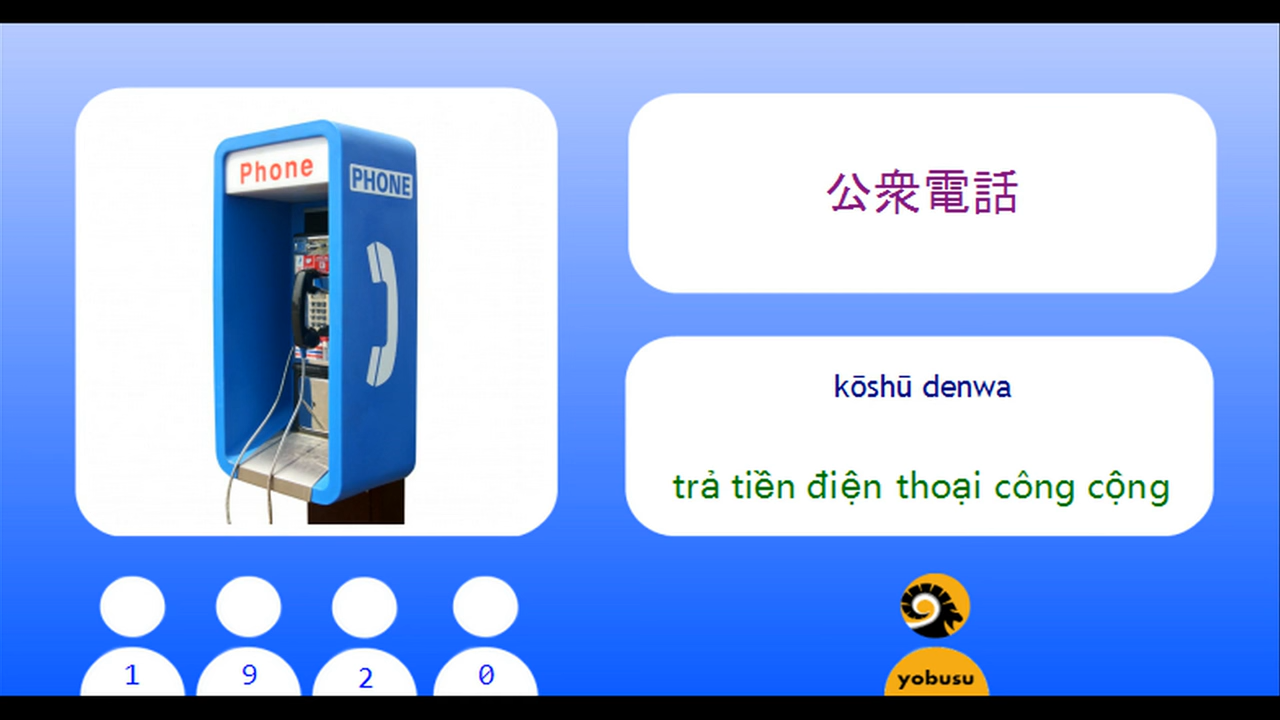 Phone
PHONE
公衆電話
kōshū denwa
trả tiền điện thoại công cộng
1 9 2 0
yobusu